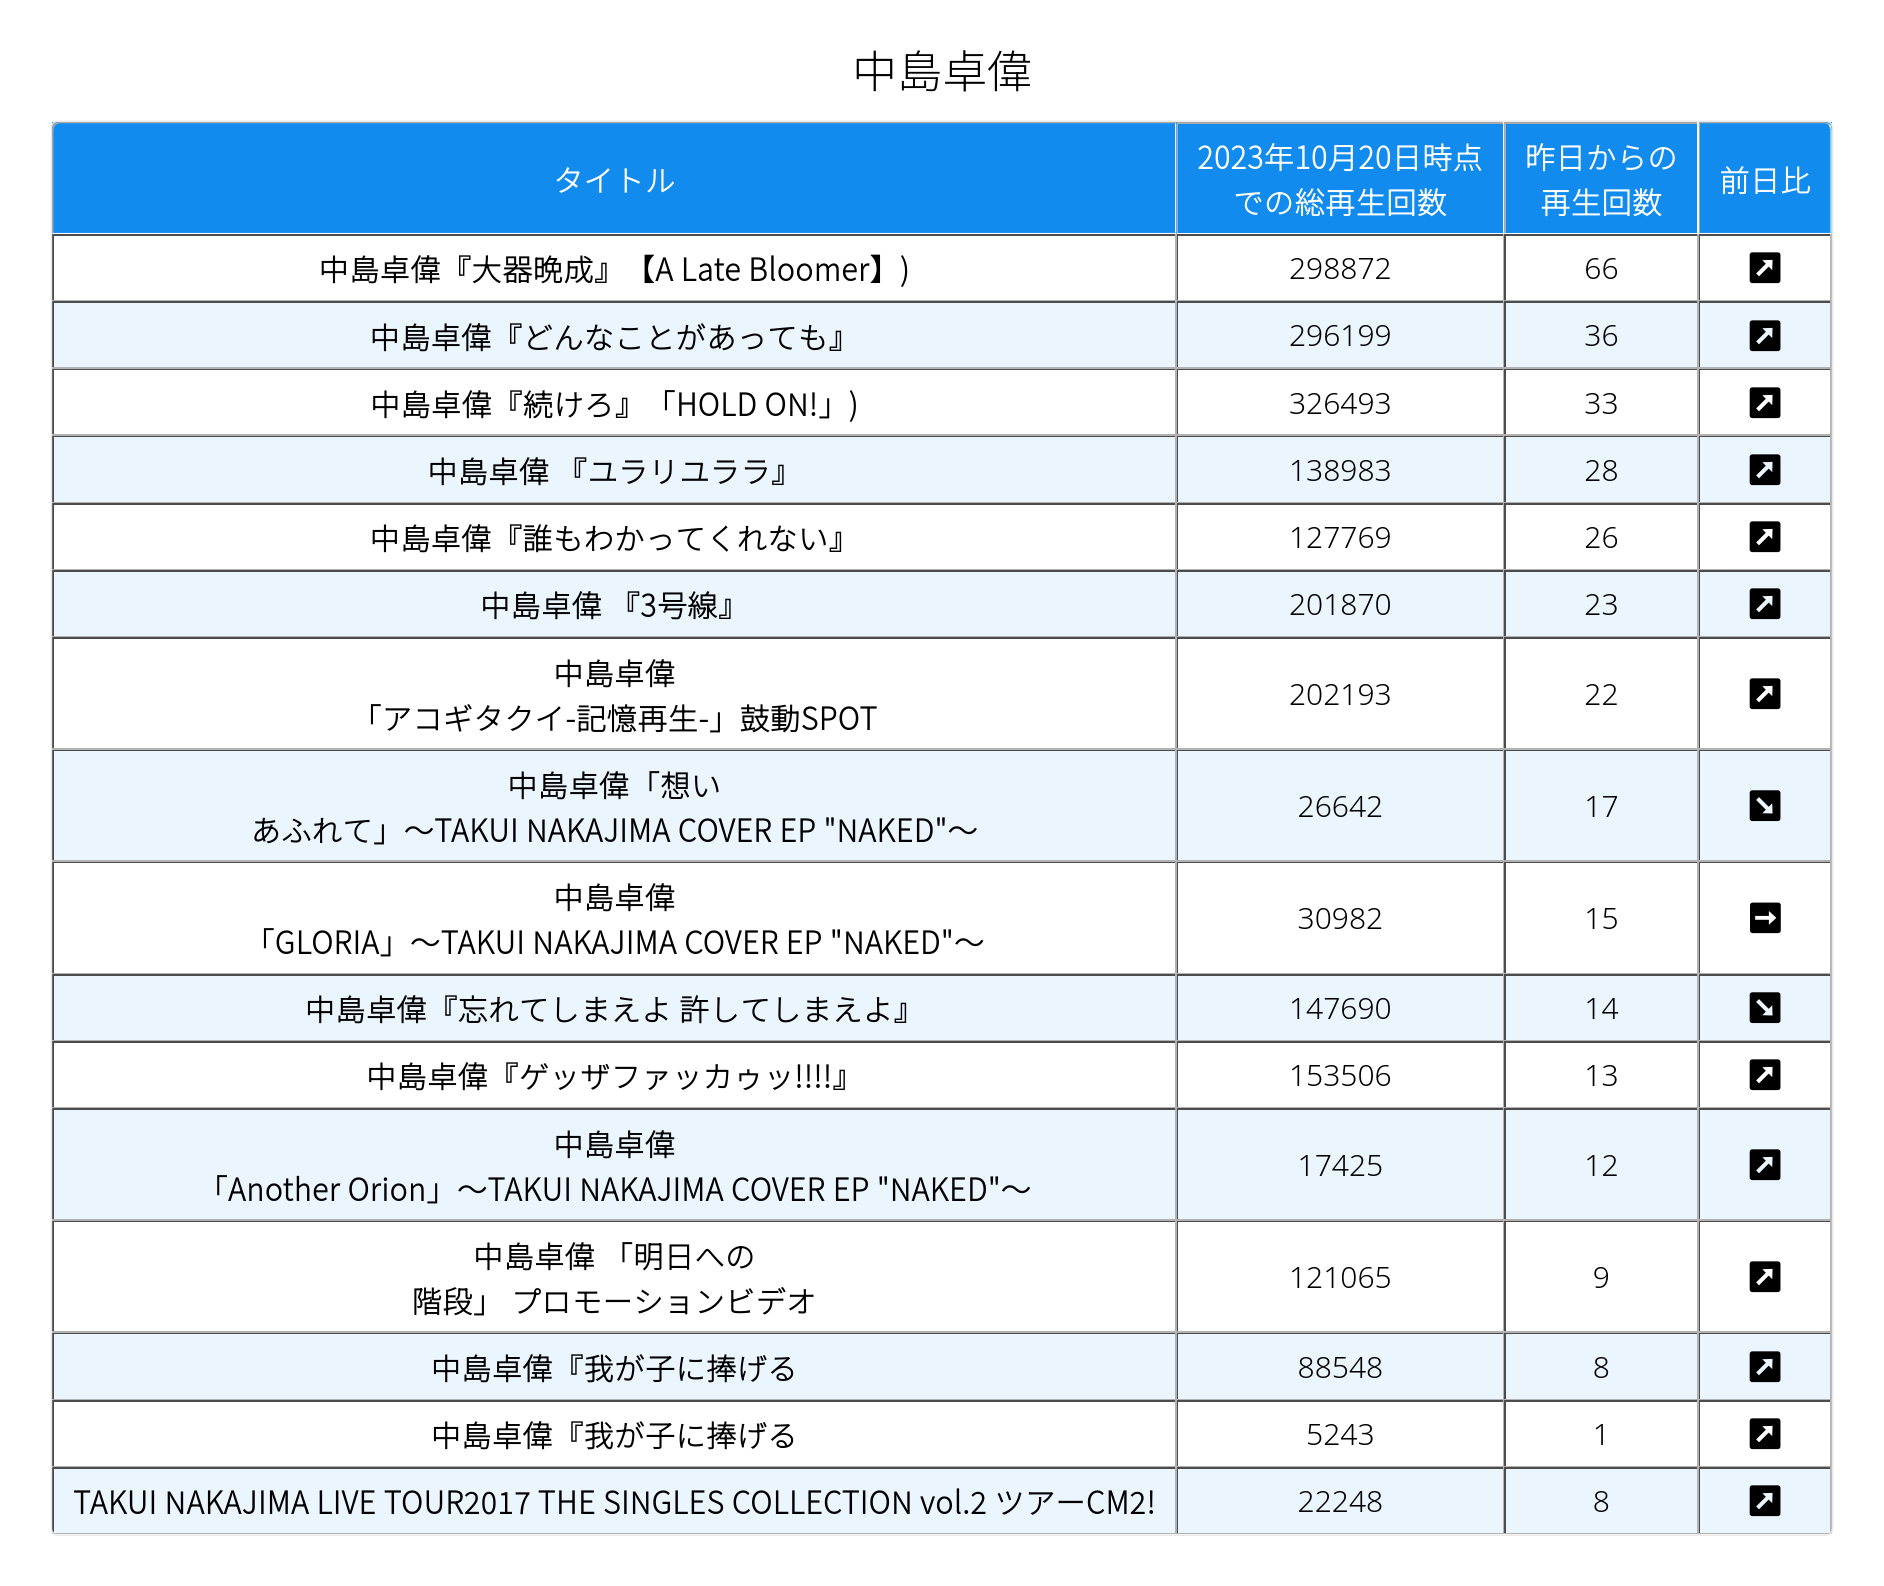 中島卓偉
タイトル
2023年10月20日時点
での総再生回数
昨日からの
再生回数
前日比
中島卓偉『大器晩成』【A Late Bloomer】) 298872 66
中島卓偉『どんなことがあっても』 296199 36
中島卓偉『続けろ』「HOLD ON!」) 326493 33
中島卓偉 『ユラリユララ』 138983 28
中島卓偉『誰もわかってくれない』 127769 26
中島卓偉 『3号線』 201870 23
中島卓偉
「アコギタクイ-記憶再生-」鼓動SPOT 202193 22
中島卓偉「想い
あふれて」～TAKUI NAKAJIMA COVER EP "NAKED"～ 26642 17
中島卓偉
「GLORIA」～TAKUI NAKAJIMA COVER EP "NAKED"～ 30982 15
中島卓偉『忘れてしまえよ 許してしまえよ』 147690 14
中島卓偉『ゲッザファッカゥッ!!!!』 153506 13
中島卓偉
「Another Orion」～TAKUI NAKAJIMA COVER EP "NAKED"～ 17425 12
中島卓偉 「明日への
階段」 プロモーションビデオ 121065 9
中島卓偉『我が子に捧げる 88548 8
中島卓偉『我が子に捧げる 5243 1
TAKUI NAKAJIMA LIVE TOUR2017 THE SINGLES COLLECTION vol.2 ツアーCM2! 22248 8